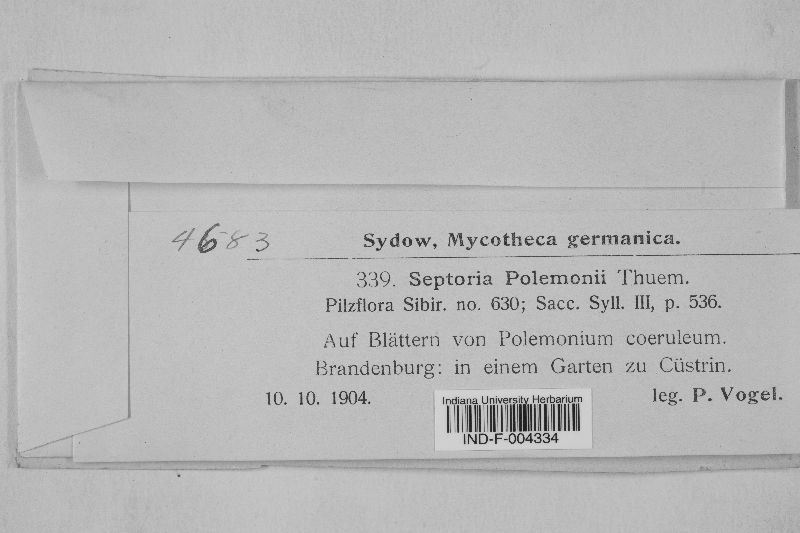 4683
Sydow, Mycotheca germanica.
339. Septoria Polemonii Thuem.
Pilzflora Sibir. no. 630; Sacc. Syll. III, p. 536.
Auf Blättern von Polemonium coeruleum.
Brandenburg: in einem Garten zu Cüstrin.
10. 10. 1904. leg. P. Vogel.
Indiana University Herbarium
IND-F-004334